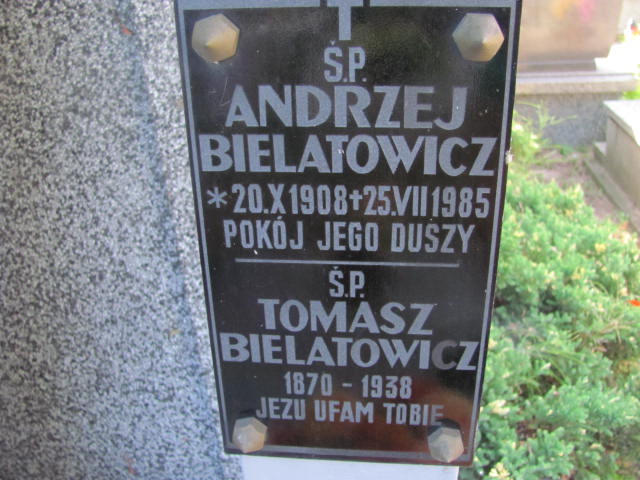 Ś.P.
ANDRZEJ
BIELATOWICZ
*20.X1908+25.VII1985
POKÓJ JEGO DUSZY
Ś.P.
TOMASZ
BIELATOWICZ
1870 - 1938
JEZU UFAM TOBIE